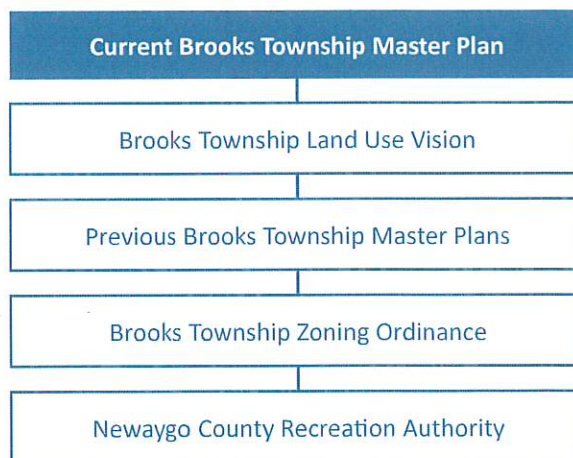 Current Brooks Township Master Plan
Brooks Township Land Use Vision
Previous Brooks Township Master Plans
Brooks Township Zoning Ordinance
Newaygo County Recreation Authority